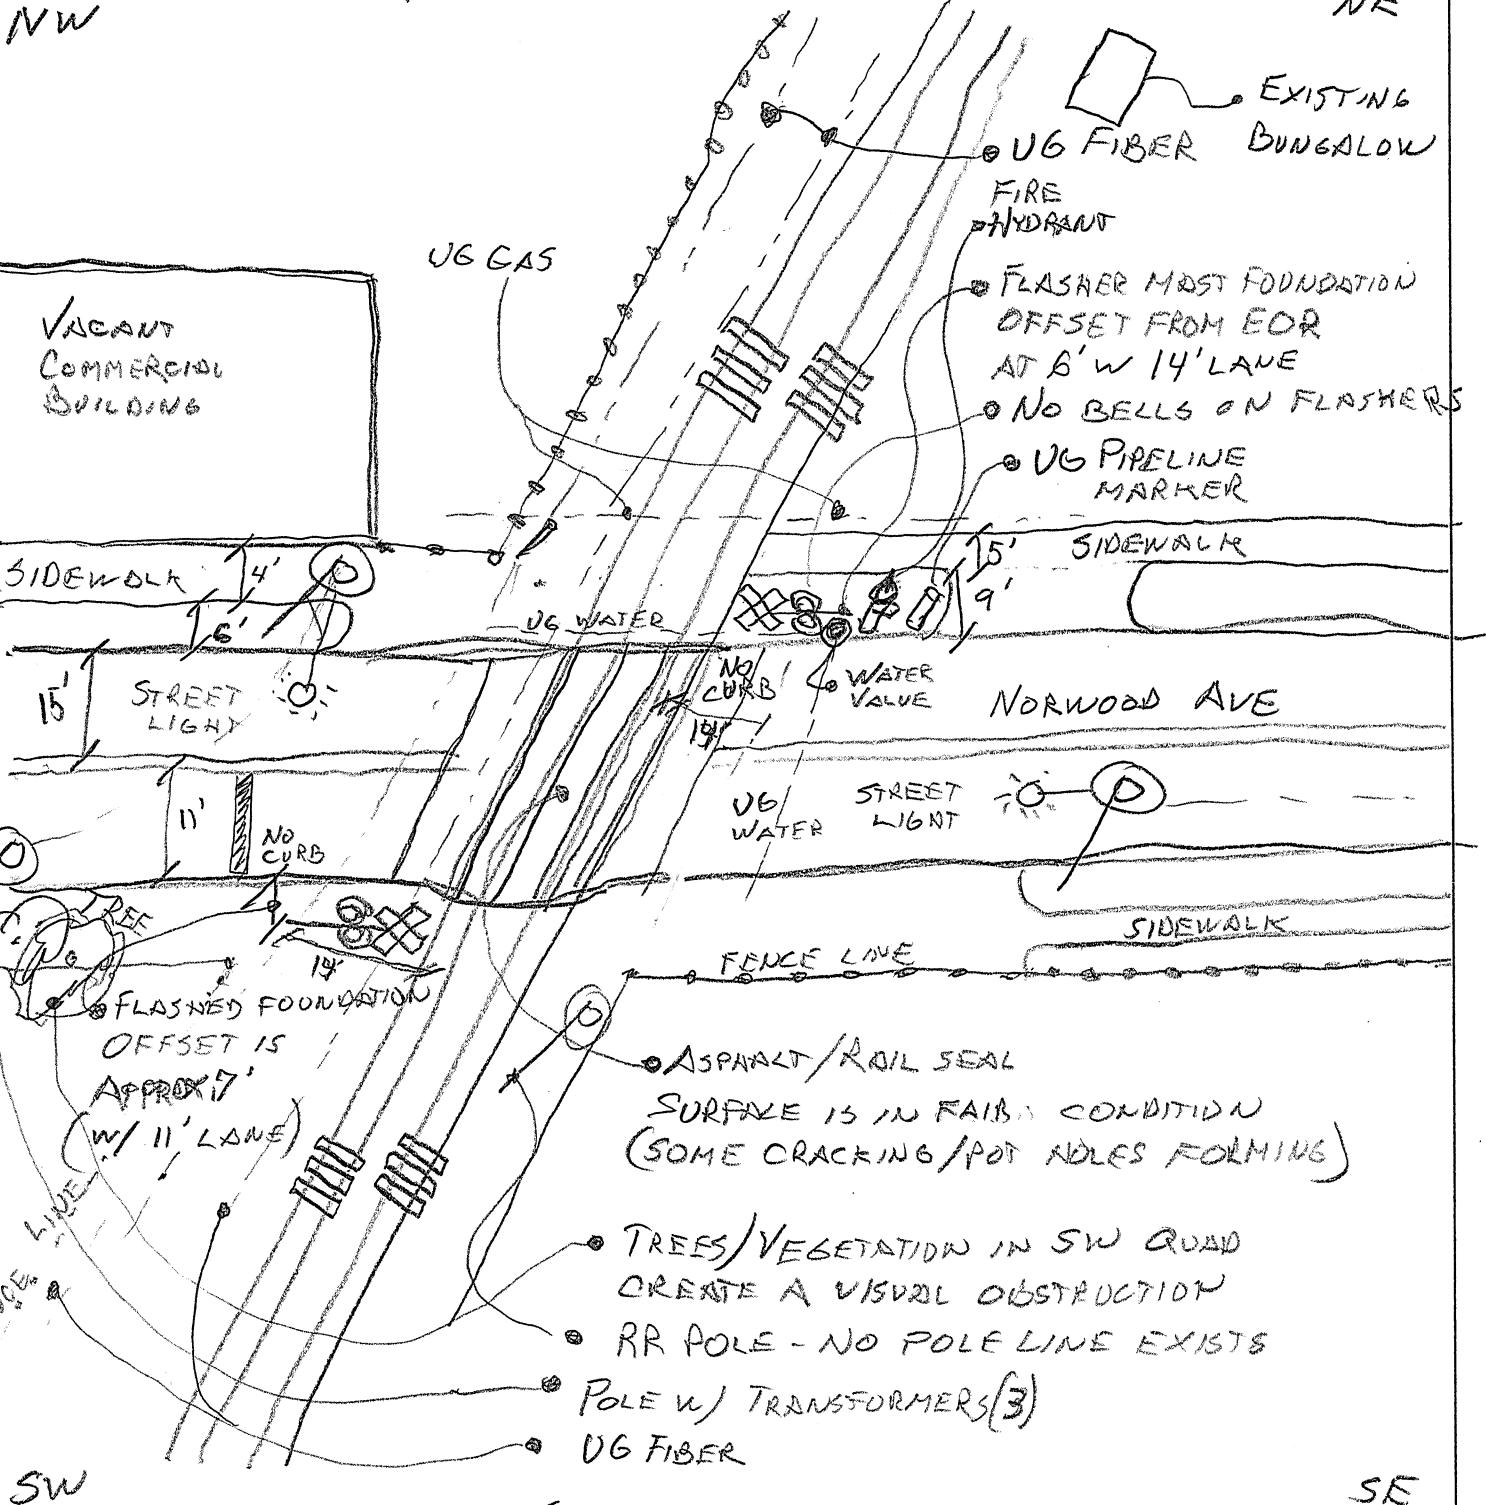 NW
NE
EXISTING
BUNGALOW
UG FIBER
FIRE
HYDRANT
UG GAS
FLASHER MAST FOUNDATION
OFFSET FROM EOR
AT 6' W 14' LANE
NO BELLS ON FLASHERS
UG PIPELINE
MARKER
VACANT
COMMERCIAL
BUILDING
SIDEWALK
4'
6'
5'
SIDEWALK
9'
UG WATER
NO
CURB
14'
WATER
VALVE
NORWOOD AVE
15'
STREET
LIGHT
11'
NO
CURB
UG
WATER
STREET
LIGHT
TREE
14'
SIDEWALK
FENCE LINE
FLASHED FOUNDATION
OFFSET IS
APPROX 7'
(W/ 11' LANE)
LINE
ASPHALT/RAIL SEAL
SURFACE IS IN FAIR CONDITION
(SOME CRACKING/POT HOLES FORMING)
TREES/VEGETATION IN SW QUAD
CREATE A VISUAL OBSTRUCTION
RR POLE - NO POLE LINE EXISTS
POLE W/ TRANSFORMERS(3)
UG FIBER
SW
SE